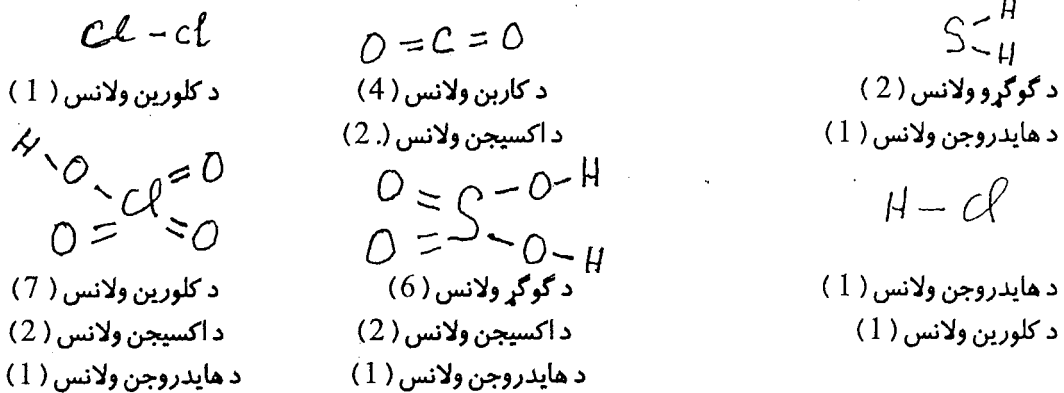 S-H
-H
د گوگړو ولانس (2)
د هایدروجن ولانس (1)
O=C=O
د کاربن ولانس (4)
د اکسیجن ولانس (.2)
Cl-Cl
د کلورین ولانس (1)
H-Cl
د هایدروجن ولانس (1)
د کلورین ولانس (1)
O=S-O-H
O=-O-H
د گوگړ ولانس (6)
د اکسیجن ولانس (2)
د هایدروجن ولانس (1)
H-O-Cl=O
O= =O
د کلورین ولانس (7)
د اکسیجن ولانس (2)
د هایدروجن ولانس (1)